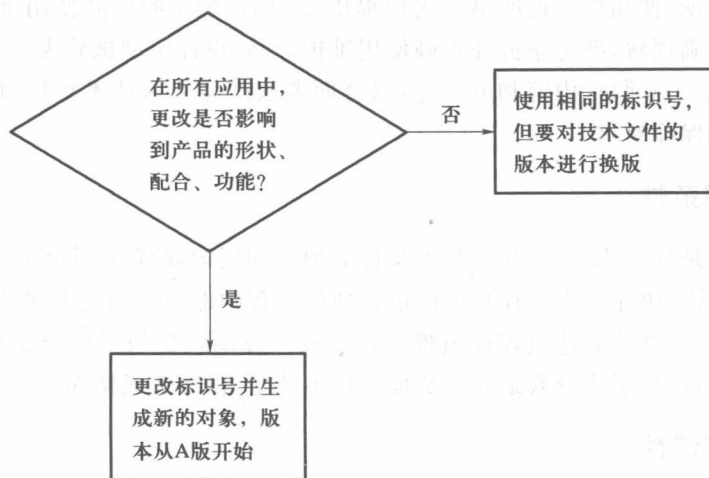 在所有应用中，
更改是否影响
到产品的形状、
配合、功能？
否
使用相同的标识号，
但要对技术文件的
版本进行换版
是
更改标识号并生
成新的对象，版
本从A版开始